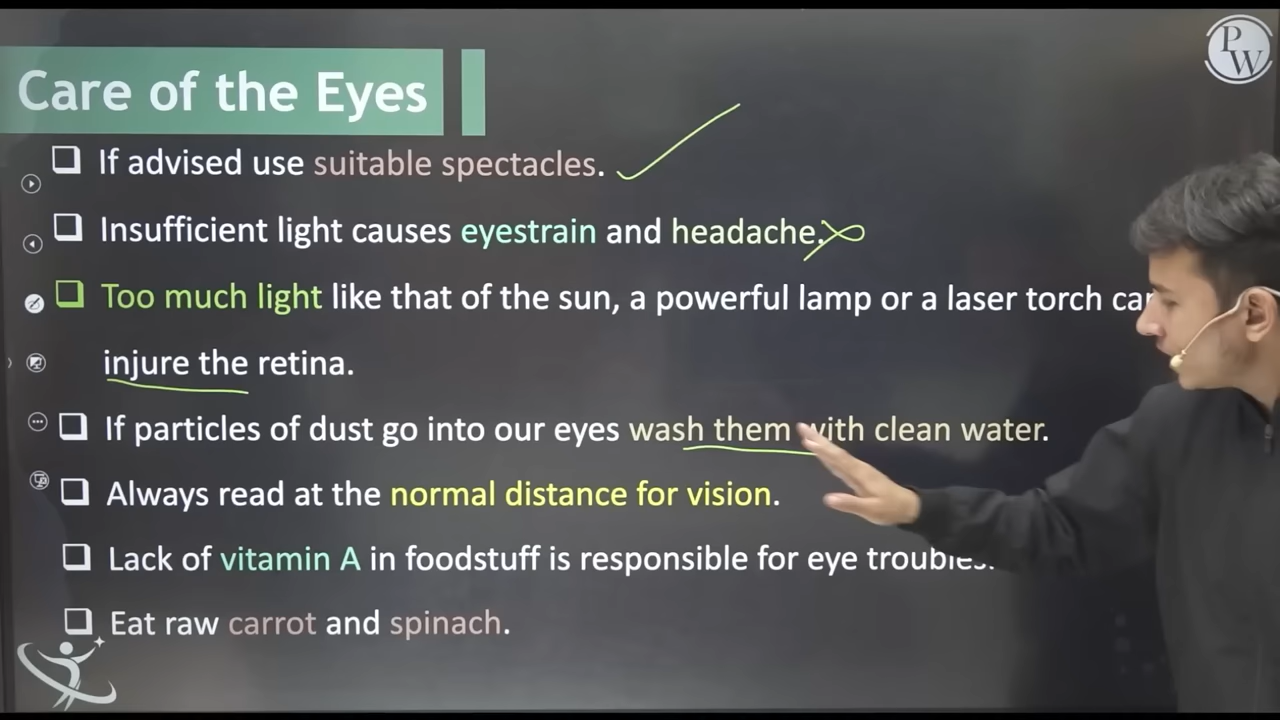 PW
Care of the Eyes
If advised use suitable spectacles.
Insufficient light causes eyestrain and headache.
Too much light like that of the sun, a powerful lamp or a laser torch can
injure the retina.
If particles of dust go into our eyes wash them with clean water.
Always read at the normal distance for vision.
Lack of vitamin A in foodstuff is responsible for eye troubles.
Eat raw carrot and spinach.